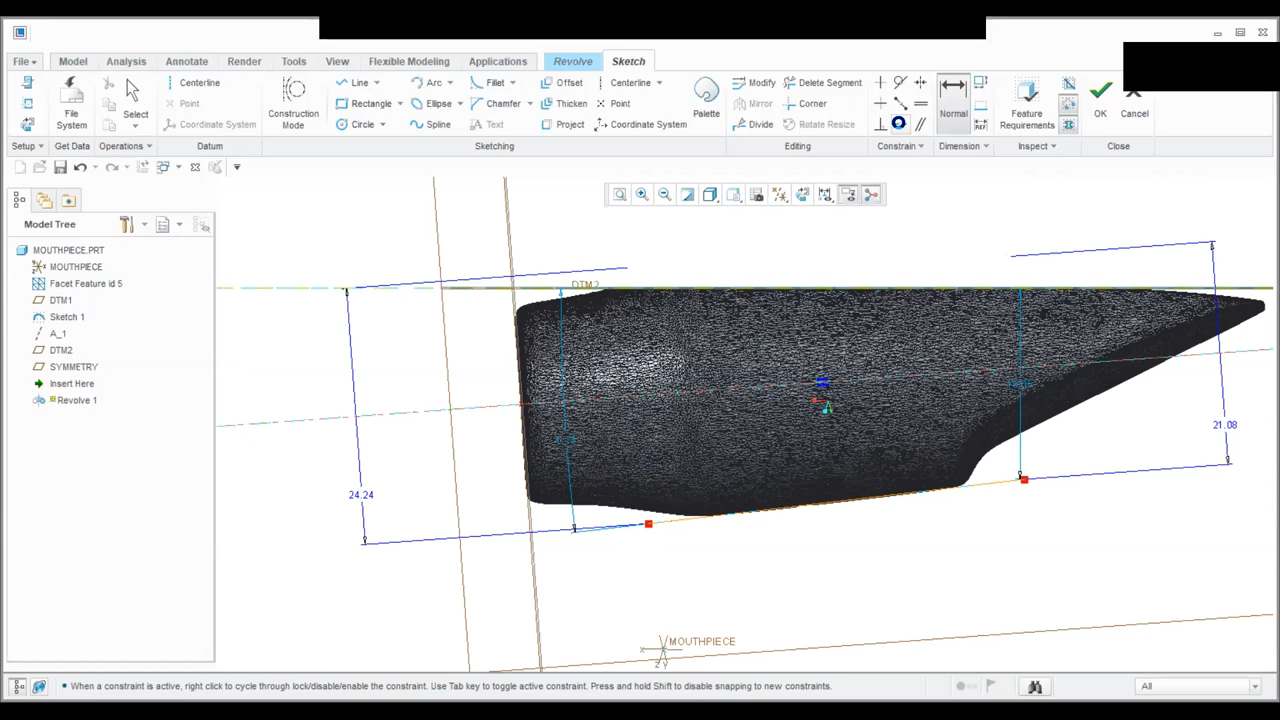 File Model Analysis Annotate Render Tools View Flexible Modeling Applications Revolve Sketch
Centerline Line Arc Fillet Offset Centerline Modify Delete Segment
Point Rectangle Ellipse Chamfer Thicken Point Mirror Corner
Coordinate System Circle Spline Text Project Coordinate System Divide Rotate Resize
File System Select Construction Mode Palette Normal Feature Requirements OK Cancel
Setup Get Data Operations Datum Sketching Editing Constrain Dimension Inspect Close
Model Tree
MOUTHPIECE.PRT
MOUTHPIECE
Facet Feature id 5
DTM1
Sketch 1
A_1
DTM2
SYMMETRY
Insert Here
Revolve 1
DTM2
21.08
24.24
MOUTHPIECE
x
z y
• When a constraint is active, right click to cycle through lock/disable/enable the constraint. Use Tab key to toggle active constraint. Press and hold Shift to disable snapping to new constraints.
All